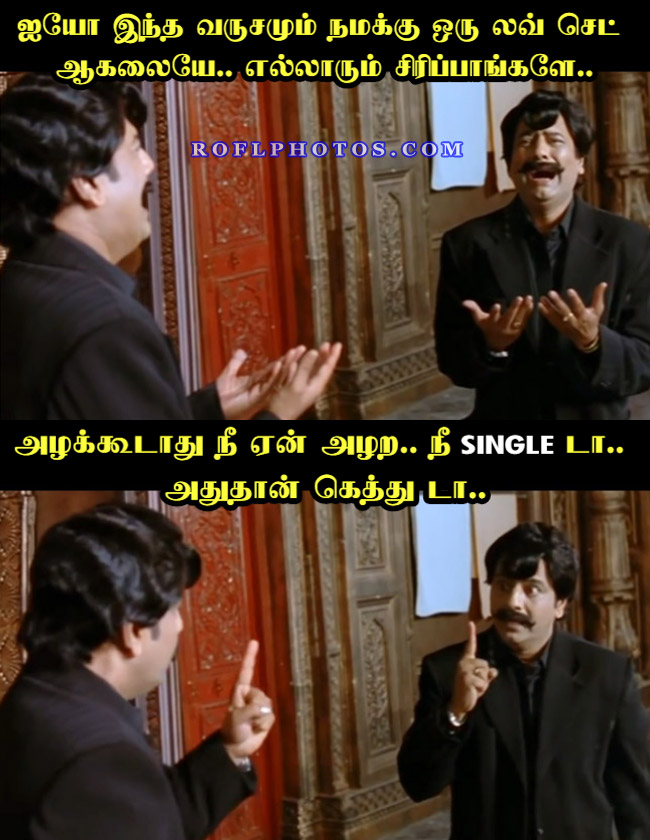 ஐயோ இந்த வருசமும் நமக்கு ஒரு லவ் செட்
ஆகலையே.. எல்லாரும் சிரிப்பாங்களே..
ROFLPHOTOS.COM
அழக்கூடாது நீ ஏன் அழற.. நீ SINGLE டா..
அதுதான் கெத்து டா..